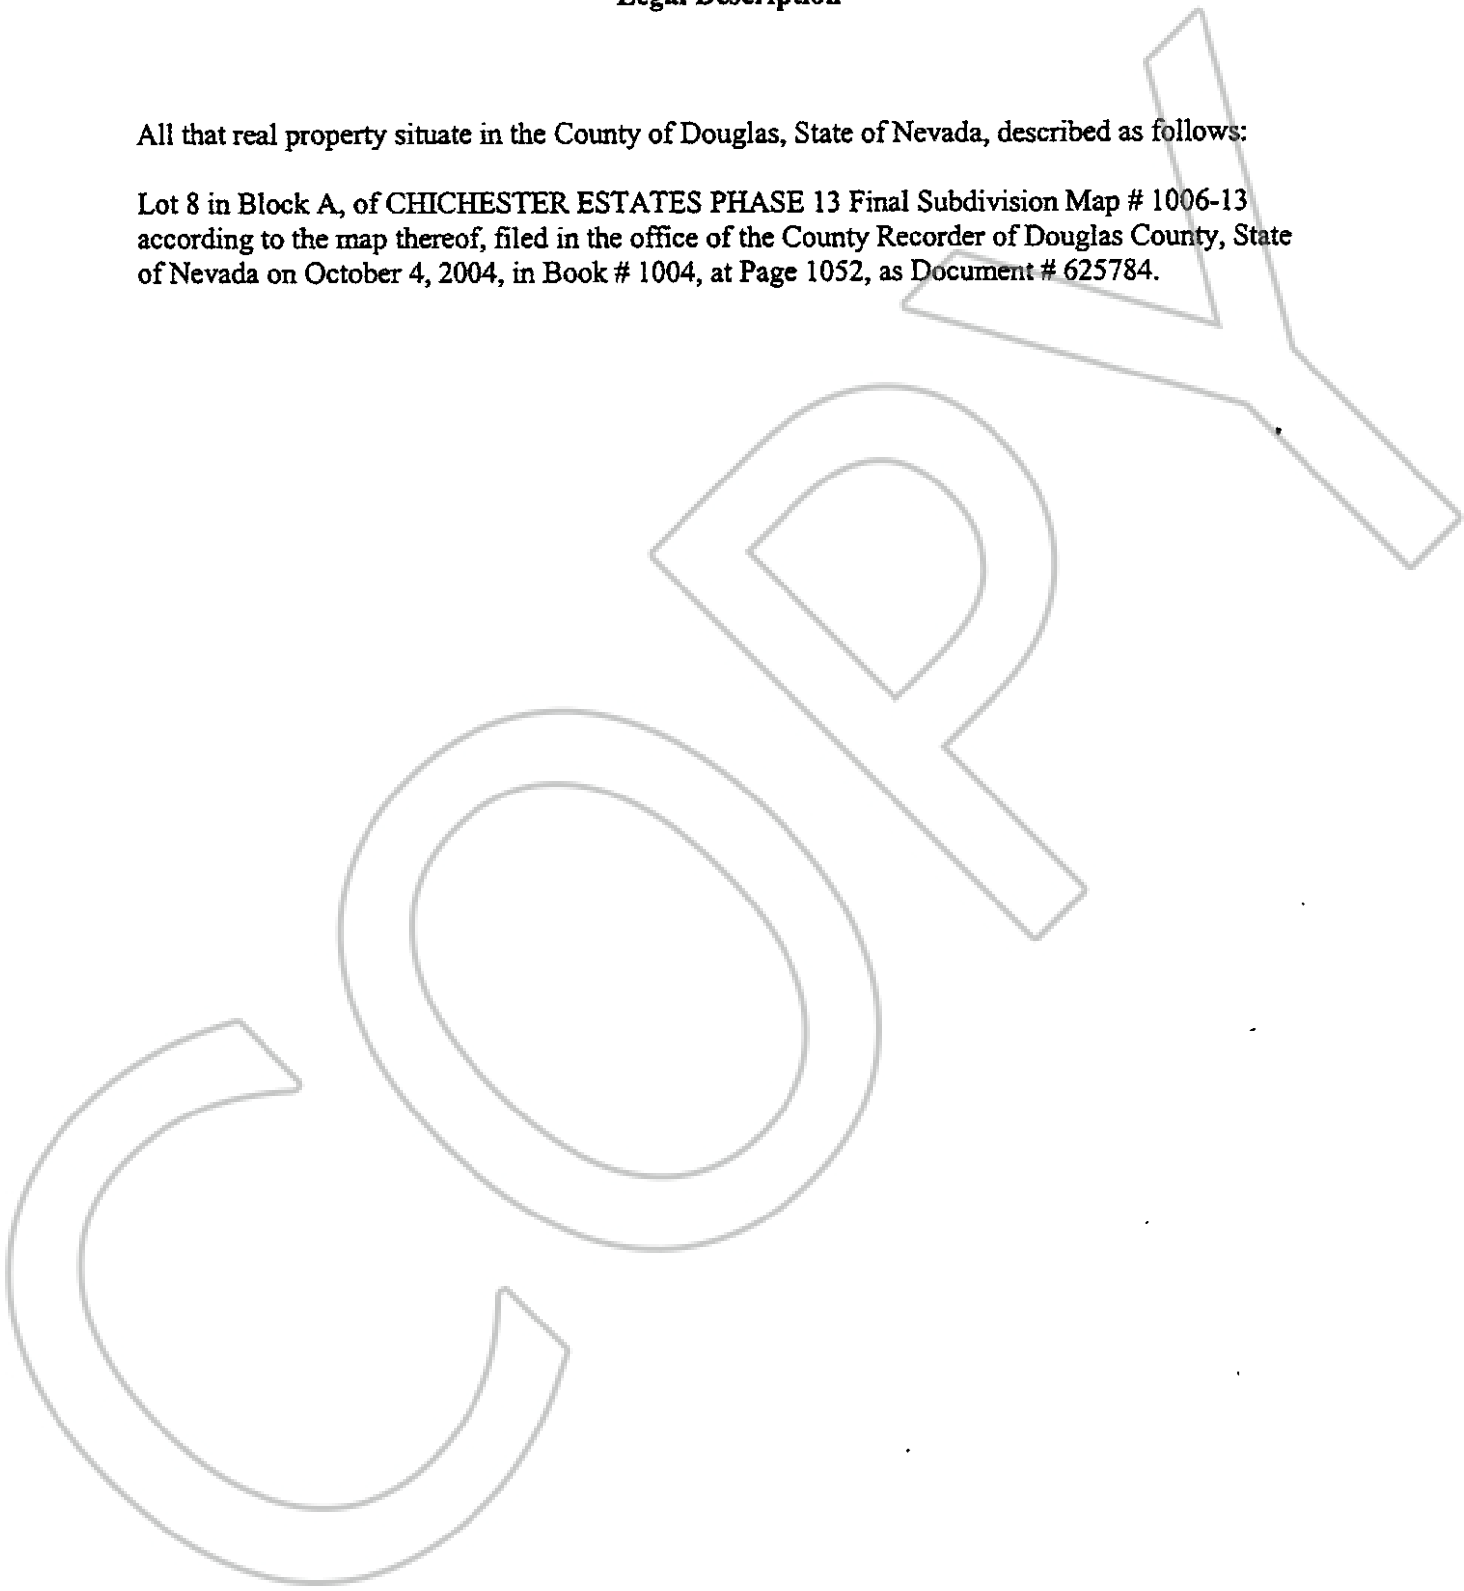 Legal Description
All that real property situate in the County of Douglas, State of Nevada, described as follows:
Lot 8 in Block A, of CHICHESTER ESTATES PHASE 13 Final Subdivision Map # 1006-13
according to the map thereof, filed in the office of the County Recorder of Douglas County, State
of Nevada on October 4, 2004, in Book # 1004, at Page 1052, as Document # 625784.
COPY